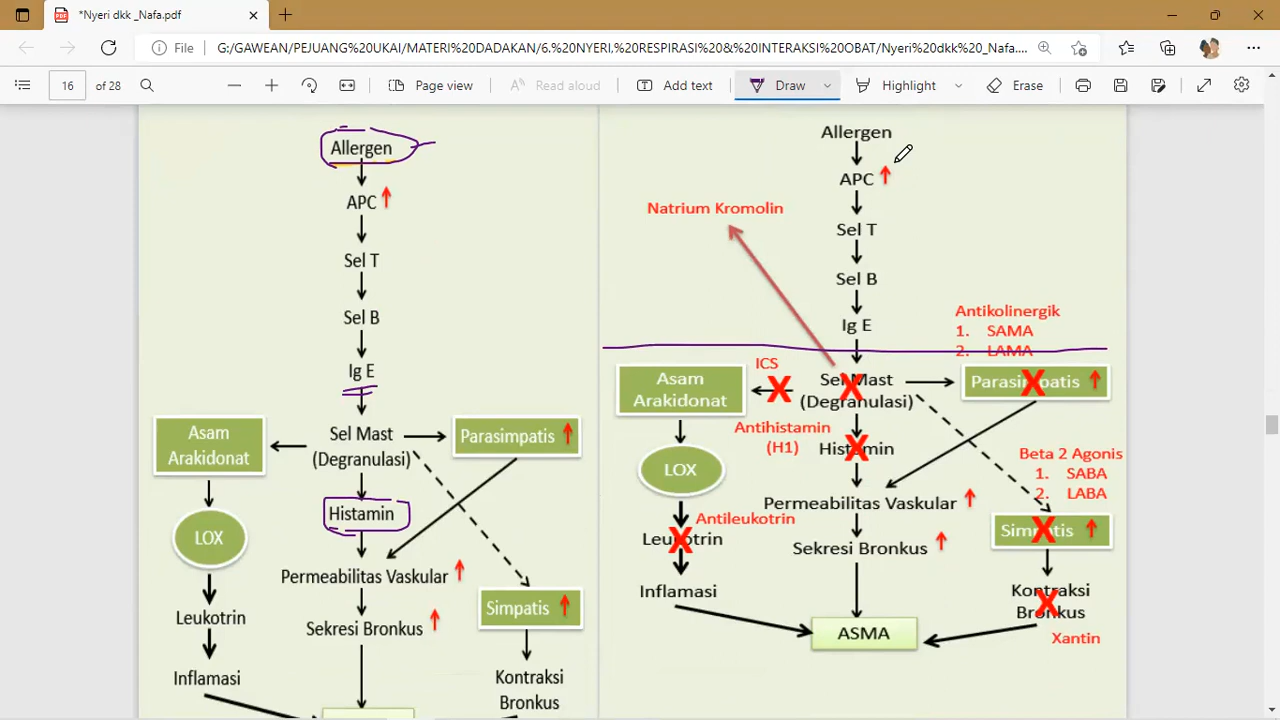 *Nyeri dkk _Nafa.pdf
File
G:/GAWEAN/PEJUANG%20UKAI/MATERI%20DADAKAN/6.%20NYERI,%20RESPIRASI%20&%20INTERAKSI%20OBAT/Nyeri%20dkk%20_Nafa....
16 of 28
Page view
Read aloud
Add text
Draw
Highlight
Erase
Allergen
APC
Sel T
Sel B
Ig E
Asam
Arakidonat
Sel Mast
(Degranulasi)
Parasimpatis
LOX
Histamin
Permeabilitas Vaskular
Simpatis
Leukotrin
Sekresi Bronkus
Inflamasi
Kontraksi
Bronkus
Allergen
APC
Natrium Kromolin
Sel T
Sel B
Ig E
Antikolinergik
1. SAMA
2. LAMA
ICS
Asam
Arakidonat
Sel Mast
(Degranulasi)
Parasimpatis
Antihistamin
(H1)
Histamin
Beta 2 Agonis
1. SABA
2. LABA
LOX
Permeabilitas Vaskular
Antileukotrin
Leukotrin
Sekresi Bronkus
Simpatis
Inflamasi
Kontraksi
Bronkus
ASMA
Xantin